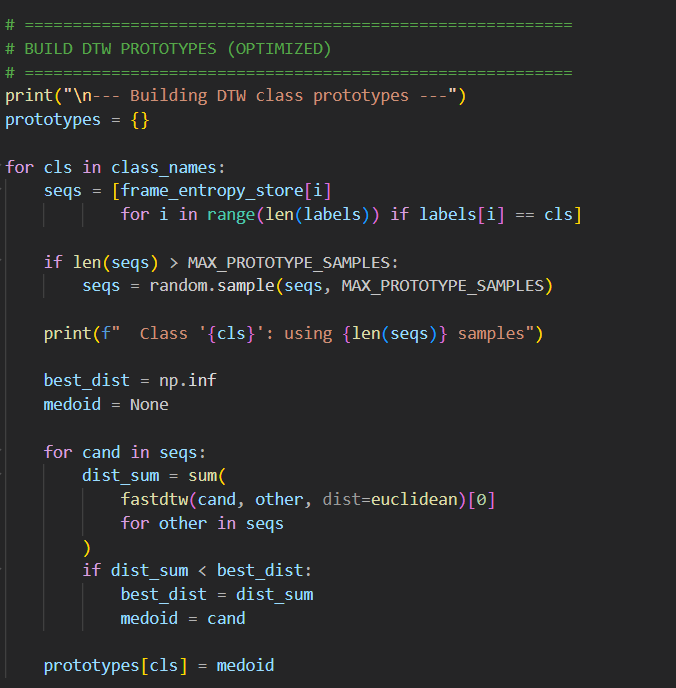 # =========================================================
# BUILD DTW PROTOTYPES (OPTIMIZED)
# =========================================================
print("\n--- Building DTW class prototypes ---")
prototypes = {}

for cls in class_names:
    seqs = [frame_entropy_store[i]
            for i in range(len(labels)) if labels[i] == cls]

    if len(seqs) > MAX_PROTOTYPE_SAMPLES:
        seqs = random.sample(seqs, MAX_PROTOTYPE_SAMPLES)

    print(f"  Class '{cls}': using {len(seqs)} samples")

    best_dist = np.inf
    medoid = None

    for cand in seqs:
        dist_sum = sum(
            fastdtw(cand, other, dist=euclidean)[0]
            for other in seqs
        )
        if dist_sum < best_dist:
            best_dist = dist_sum
            medoid = cand

    prototypes[cls] = medoid